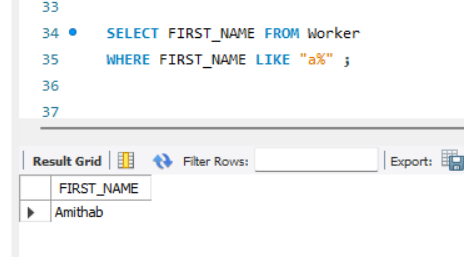 33
34 SELECT FIRST_NAME FROM Worker
35 WHERE FIRST_NAME LIKE "a%" ;
36
37
Result Grid Filter Rows: Export:
FIRST_NAME
Amithab